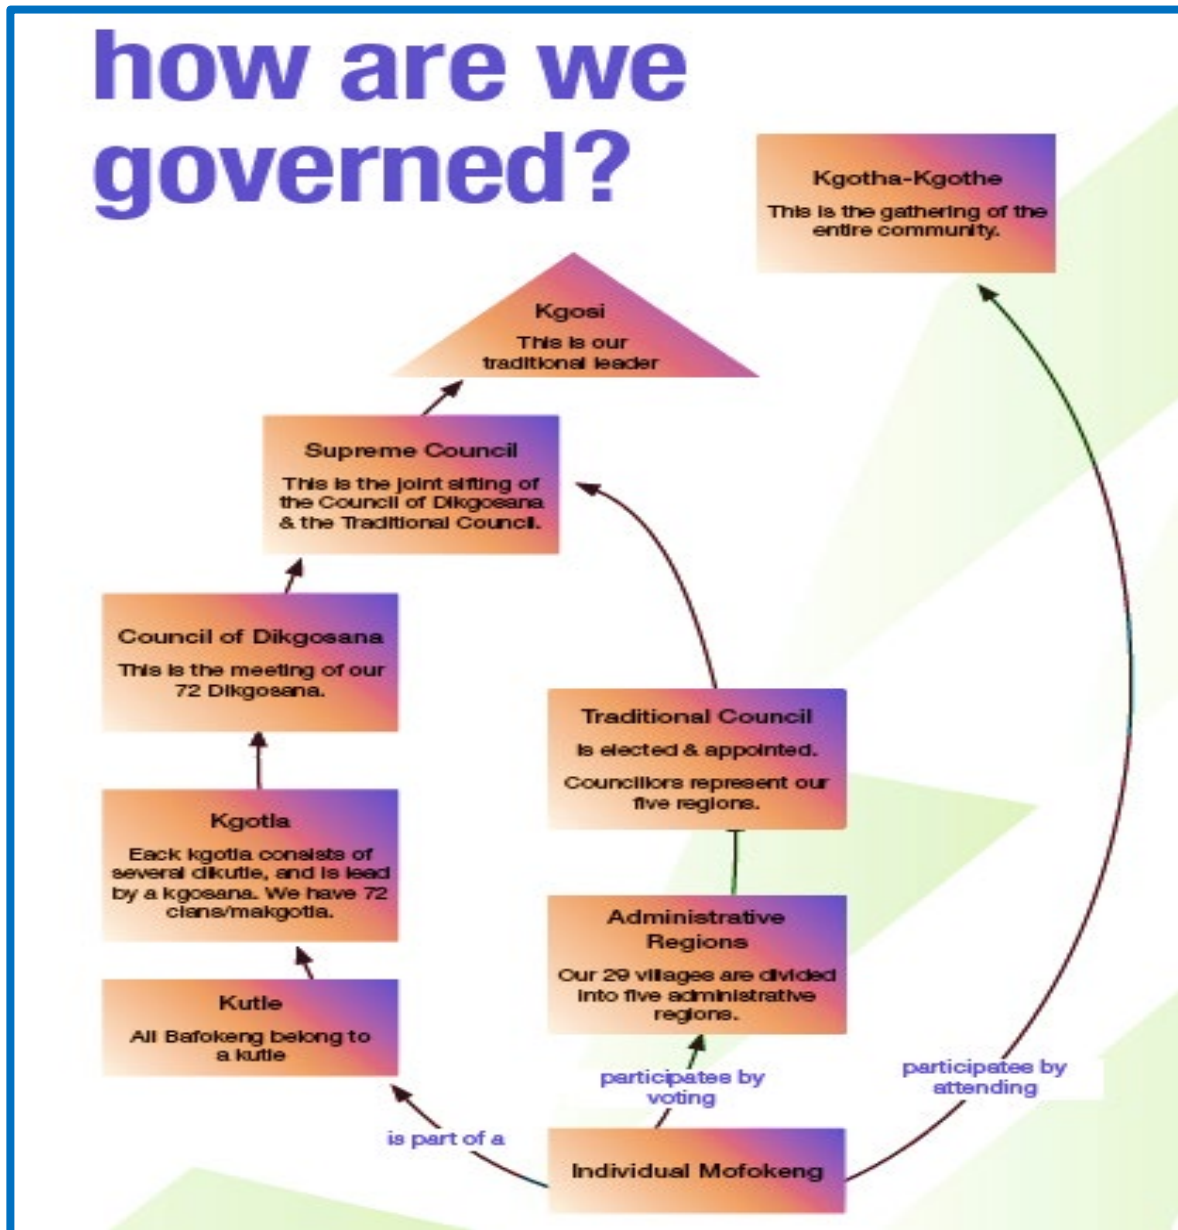 how are we
governed?
Kgotha-Kgothe
This is the gathering of the
entire community.
Kgosi
This is our
traditional leader
Supreme Council
This is the joint sifting of
the Council of Dikgosana
& the Traditional Council.
Council of Dikgosana
This is the meeting of our
72 Dikgosana.
Traditional Council
Is elected & appointed.
Councillors represent our
five regions.
Kgotla
Eack kgotla consists of
several dikutle, and is lead
by a kgosana. We have 72
clans/makgotla.
Administrative
Regions
Our 29 villages are divided
into five administrative
regions.
Kutle
All Bafokeng belong to
a kutle
participates by
voting
participates by
attending
is part of a
Individual Mofokeng